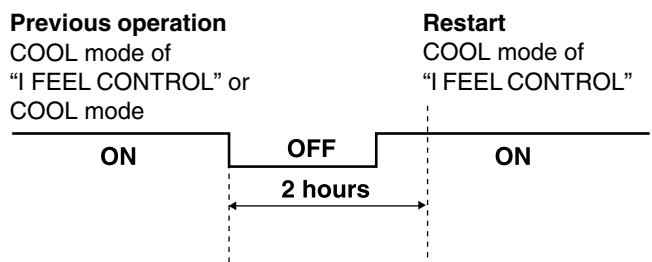 Previous operation
COOL mode of
“I FEEL CONTROL” or
COOL mode
Restart
COOL mode of
“I FEEL CONTROL”
ON
OFF
ON
2 hours